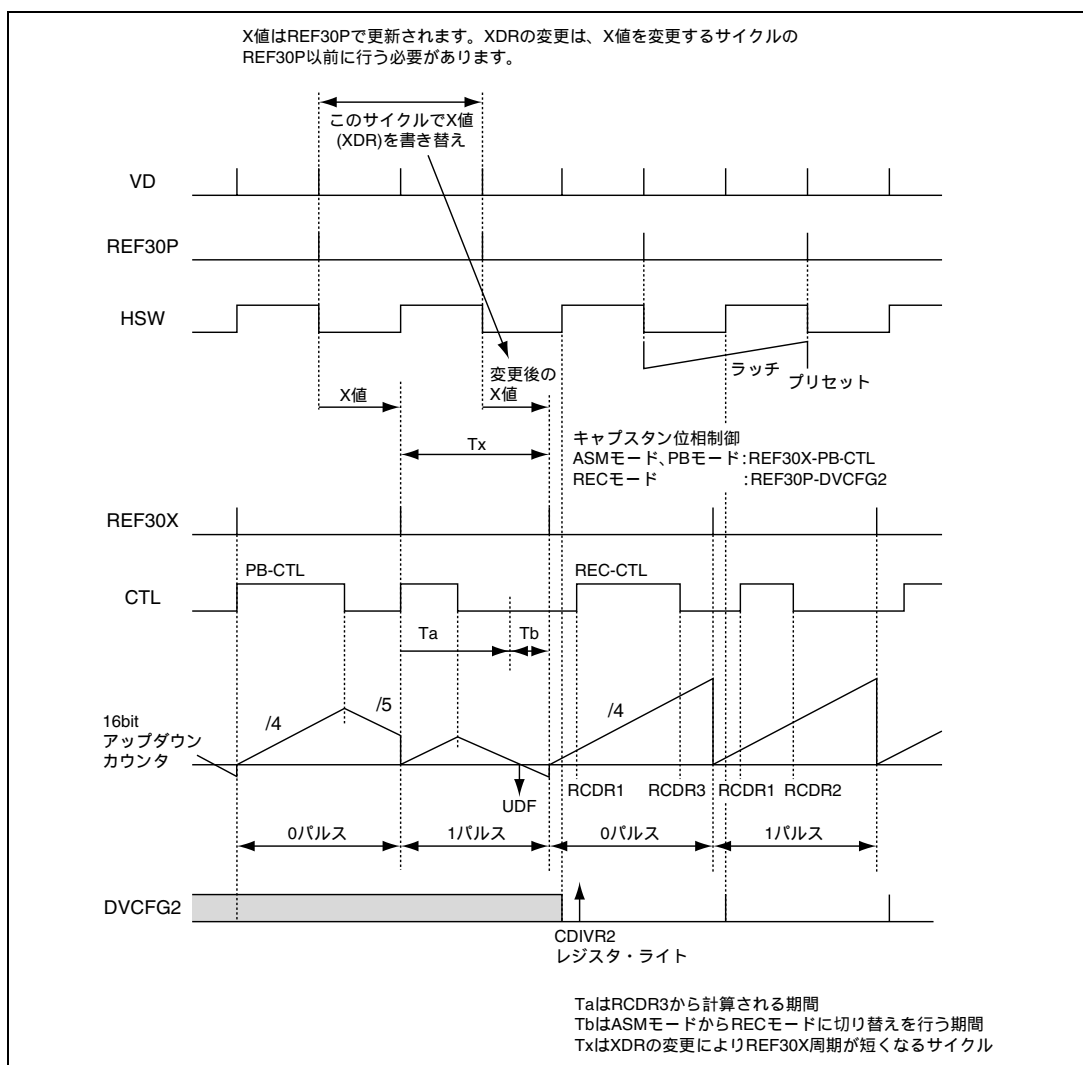 X値はREF30Pで更新されます。XDRの変更は、X値を変更するサイクルの
REF30P以前に行う必要があります。
このサイクルでX値
(XDR)を書き替え
VD
REF30P
HSW
ラッチ
プリセット
X値
変更後の
X値
Tx
キャプスタン位相制御
ASMモード、PBモード:REF30X-PB-CTL
RECモード :REF30P-DVCFG2
REF30X
PB-CTL
REC-CTL
CTL
Ta
Tb
/4
/5
/4
16bit
アップダウン
カウンタ
UDF
RCDR1
RCDR3
RCDR1
RCDR2
0パルス
1パルス
0パルス
1パルス
DVCFG2
CDIVR2
レジスタ・ライト
TaはRCDR3から計算される期間
TbはASMモードからRECモードに切り替えを行う期間
TxはXDRの変更によりREF30X周期が短くなるサイクル